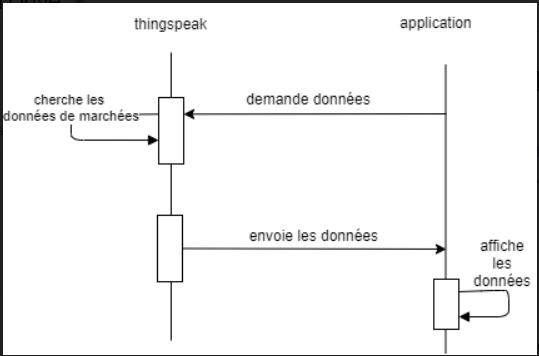 thingspeak
application
cherche les
données de marchées
demande données
envoie les données
affiche
les
données